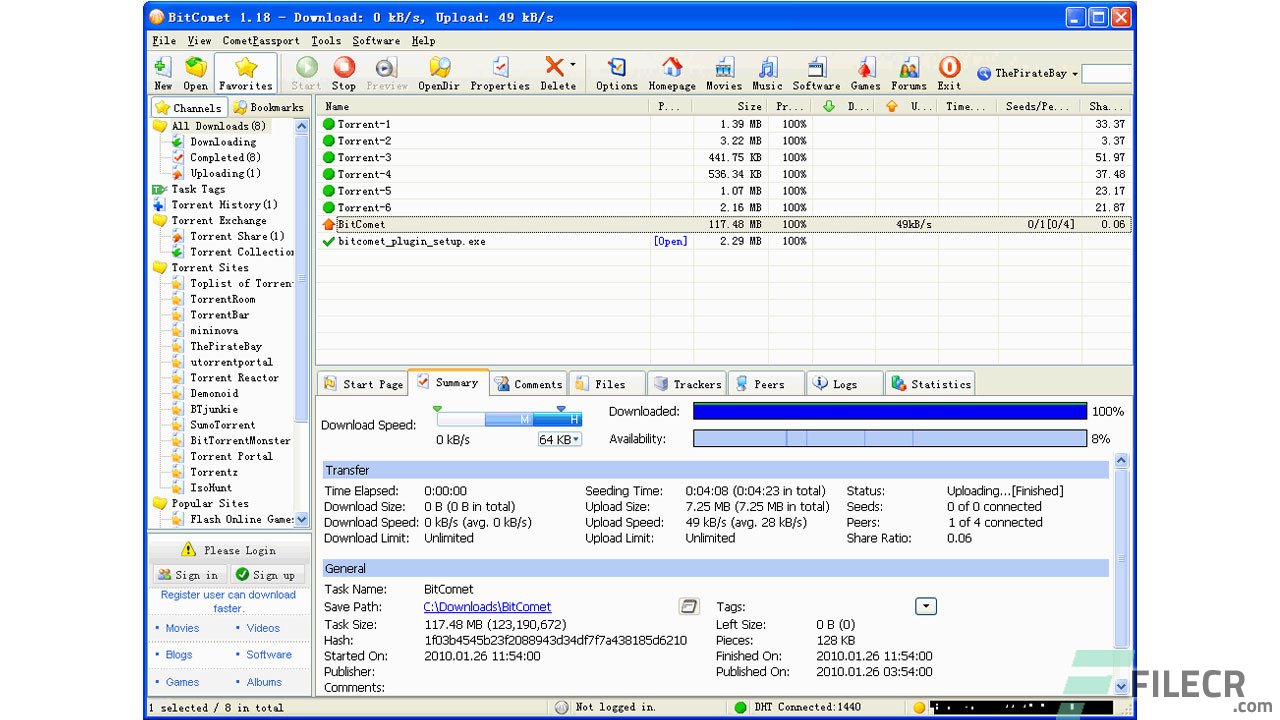 BitComet 1.18 - Download: 0 kB/s, Upload: 49 kB/s
File View CometPassport Tools Software Help
New Open Favorites Start Stop Preview OpenDir Properties Delete Options Homepage Movies Music Software Games Forums Exit ThePirateBay
Channels Bookmarks
All Downloads(8)
Downloading
Completed(8)
Uploading(1)
Task Tags
Torrent History(1)
Torrent Exchange
Torrent Share(1)
Torrent Collection
Torrent Sites
Toplist of Torren
TorrentRoom
TorrentBar
mininova
ThePirateBay
utorrentportal
Torrent Reactor
Demonoid
BTjunkie
SumoTorrent
BitTorrentMonster
Torrent Portal
Torrentz
IsoHunt
Popular Sites
Flash Online Game:
Please Login
Sign in Sign up
Register user can download
faster.
Movies Videos
Blogs Software
Games Albums
Name P... Size Pr... D... U... Time... Seeds/Pe... Sha...
Torrent-1 1.39 MB 100% 33.37
Torrent-2 3.22 MB 100% 3.37
Torrent-3 441.75 KB 100% 51.97
Torrent-4 536.34 KB 100% 37.48
Torrent-5 1.07 MB 100% 23.17
Torrent-6 2.16 MB 100% 21.87
BitComet 117.48 MB 100% 49kB/s 0/1[0/4] 0.06
bitcomet_plugin_setup.exe [Open] 2.29 MB 100%
Start Page Summary Comments Files Trackers Peers Logs Statistics
Download Speed: M H
0 kB/s 64 KB
Downloaded: 100%
Availability: 8%
Transfer
Time Elapsed: 0:00:00 Seeding Time: 0:04:08 (0:04:23 in total) Status: Uploading...[Finished]
Download Size: 0 B (0 B in total) Upload Size: 7.25 MB (7.25 MB in total) Seeds: 0 of 0 connected
Download Speed: 0 kB/s (avg. 0 kB/s) Upload Speed: 49 kB/s (avg. 28 kB/s) Peers: 1 of 4 connected
Download Limit: Unlimited Upload Limit: Unlimited Share Ratio: 0.06
General
Task Name: BitComet
Save Path: C:\Downloads\BitComet Tags:
Task Size: 117.48 MB (123,190,672) Left Size: 0 B (0)
Hash: 1f03b4545b23f2088943d34df7f7a438185d6210 Pieces: 128 KB
Started On: 2010.01.26 11:54:00 Finished On: 2010.01.26 11:54:00
Publisher: Published On: 2010.01.26 03:54:00
Comments:
1 selected / 8 in total Not logged in. DHT Connected:1440
FILECR
.com